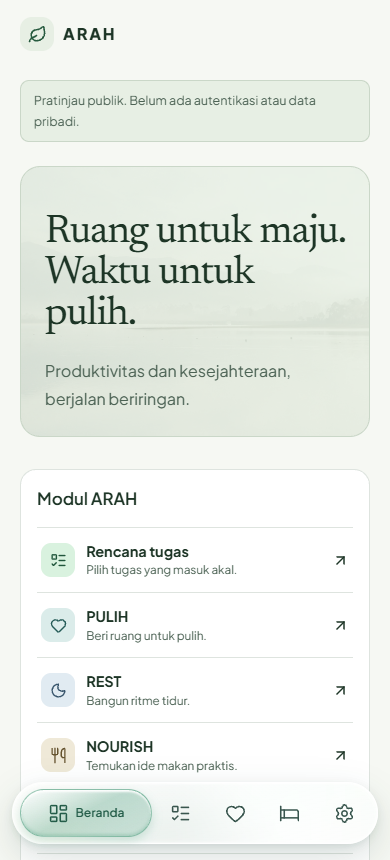 ARAH
Pratinjau publik. Belum ada autentikasi atau data
pribadi.
Ruang untuk maju.
Waktu untuk
pulih.
Produktivitas dan kesejahteraan,
berjalan beriringan.
Modul ARAH
Rencana tugas
Pilih tugas yang masuk akal.
PULIH
Beri ruang untuk pulih.
REST
Bangun ritme tidur.
NOURISH
Temukan ide makan praktis.
Beranda